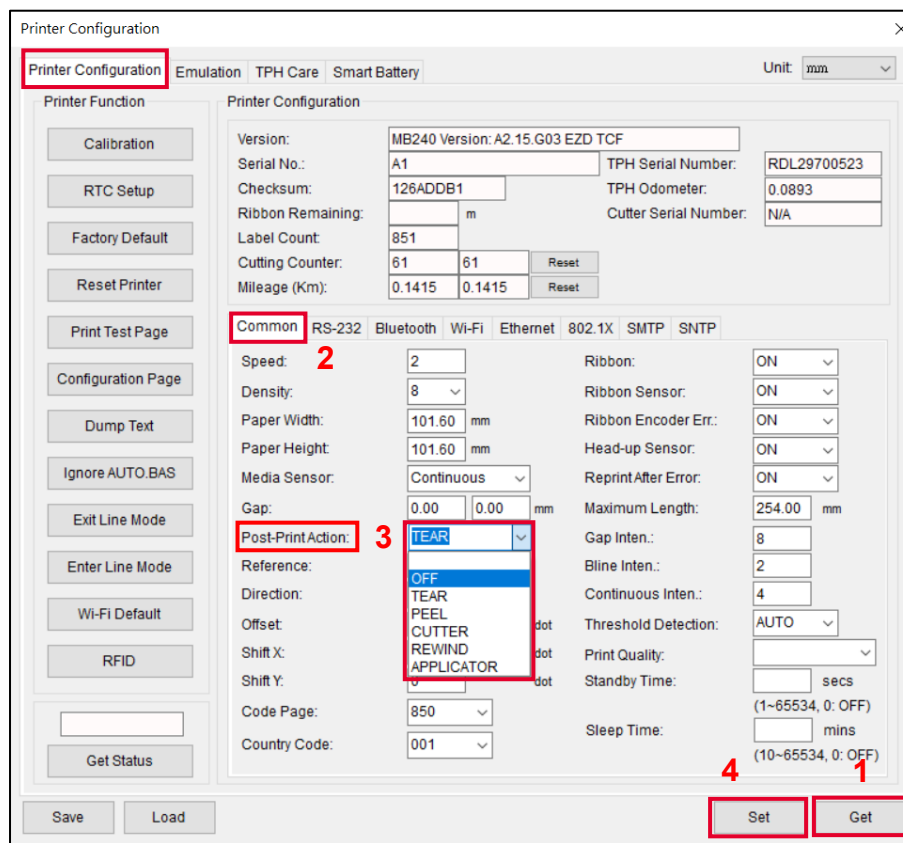 Printer Configuration
Printer Configuration Emulation TPH Care Smart Battery Unit: mm
Printer Function
Calibration
RTC Setup
Factory Default
Reset Printer
Print Test Page
Configuration Page
Dump Text
Ignore AUTO.BAS
Exit Line Mode
Enter Line Mode
Wi-Fi Default
RFID
Get Status
Printer Configuration
Version: MB240 Version: A2.15.G03 EZD TCF
Serial No.: A1 TPH Serial Number: RDL29700523
Checksum: 126ADDB1 TPH Odometer: 0.0893
Ribbon Remaining: m Cutter Serial Number: N/A
Label Count: 851
Cutting Counter: 61 61 Reset
Mileage (Km): 0.1415 0.1415 Reset
Common RS-232 Bluetooth Wi-Fi Ethernet 802.1X SMTP SNTP
2
Speed: 2 Ribbon: ON
Density: 8 Ribbon Sensor: ON
Paper Width: 101.60 mm Ribbon Encoder Err.: ON
Paper Height: 101.60 mm Head-up Sensor: ON
Media Sensor: Continuous Reprint After Error: ON
Gap: 0.00 0.00 mm Maximum Length: 254.00 mm
Post-Print Action: 3 TEAR Gap Inten.: 8
Reference: Bline Inten.: 2
OFF
Direction: TEAR Continuous Inten.: 4
PEEL
Offset: CUTTER dot Threshold Detection: AUTO
Shift X: REWIND dot Print Quality:
APPLICATOR
Shift Y: dot Standby Time: secs
(1~65534, 0: OFF)
Code Page: 850
Sleep Time: mins
Country Code: 001
(10~65534, 0: OFF)
4 1
Save Load Set Get